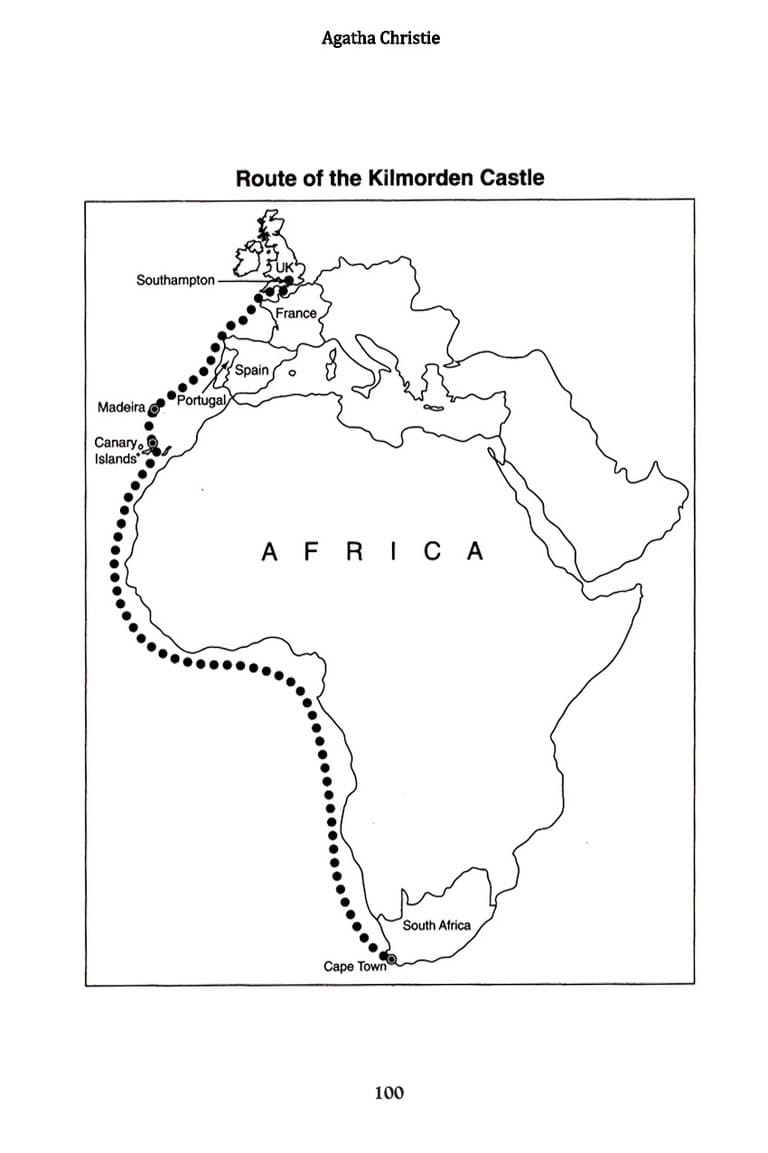 Agatha Christie
Route of the Kilmorden Castle
UK
Southampton
France
Spain
Portugal
Madeira
Canary
Islands
A F R I C A
South Africa
Cape Town
100